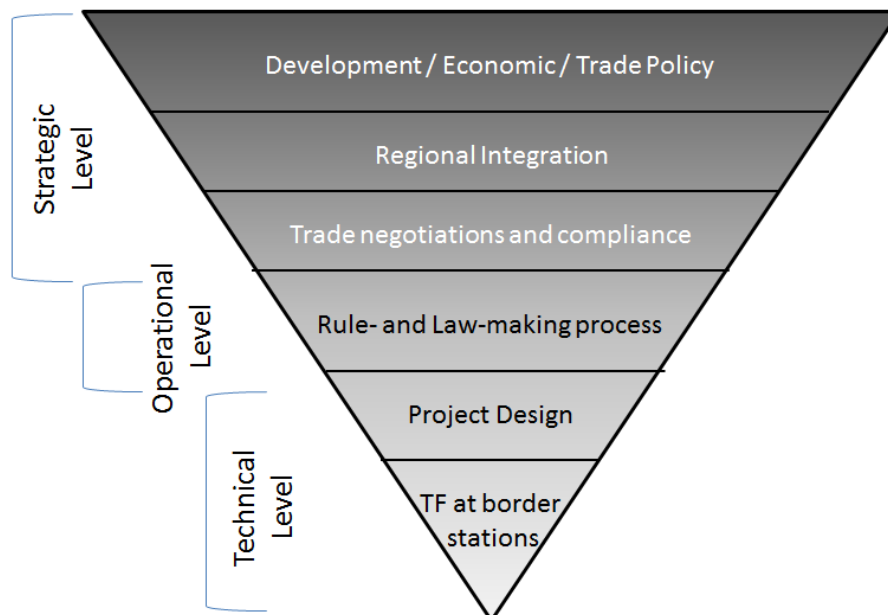 Development / Economic / Trade Policy
Regional Integration
Trade negotiations and compliance
Rule- and Law-making process
Project Design
TF at border
stations
Strategic
Level
Operational
Level
Technical
Level